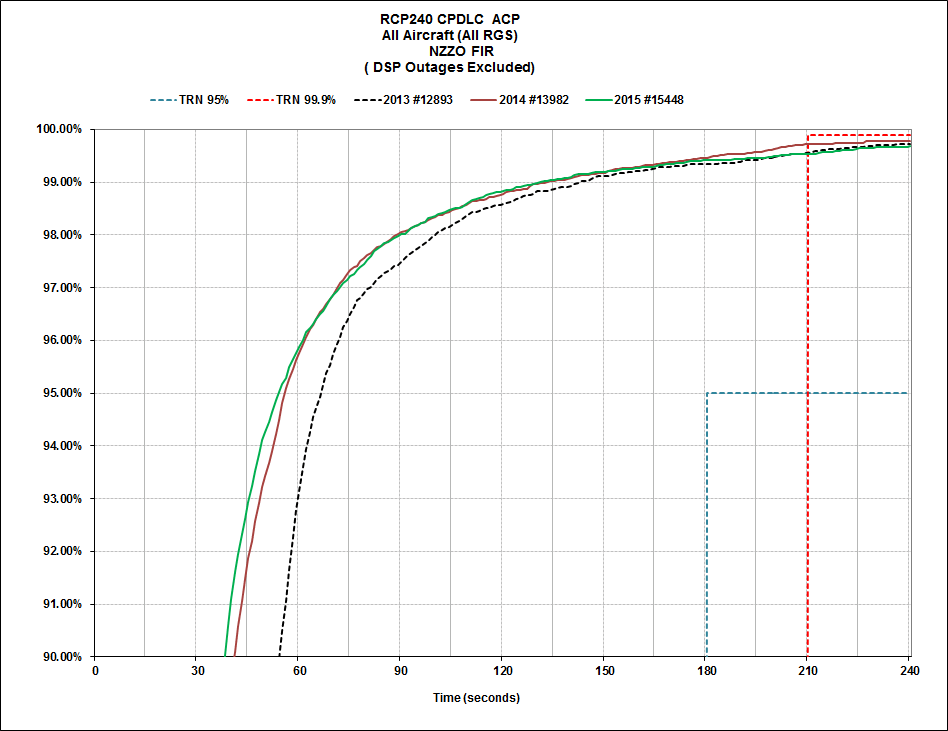 RCP240 CPDLC  ACP
All Aircraft (All RGS)
NZZO FIR
( DSP Outages Excluded)
TRN 95% TRN 99.9% 2013 #12893 2014 #13982 2015 #15448
100.00%
99.00%
98.00%
97.00%
96.00%
95.00%
94.00%
93.00%
92.00%
91.00%
90.00%
0 30 60 90 120 150 180 210 240
Time (seconds)